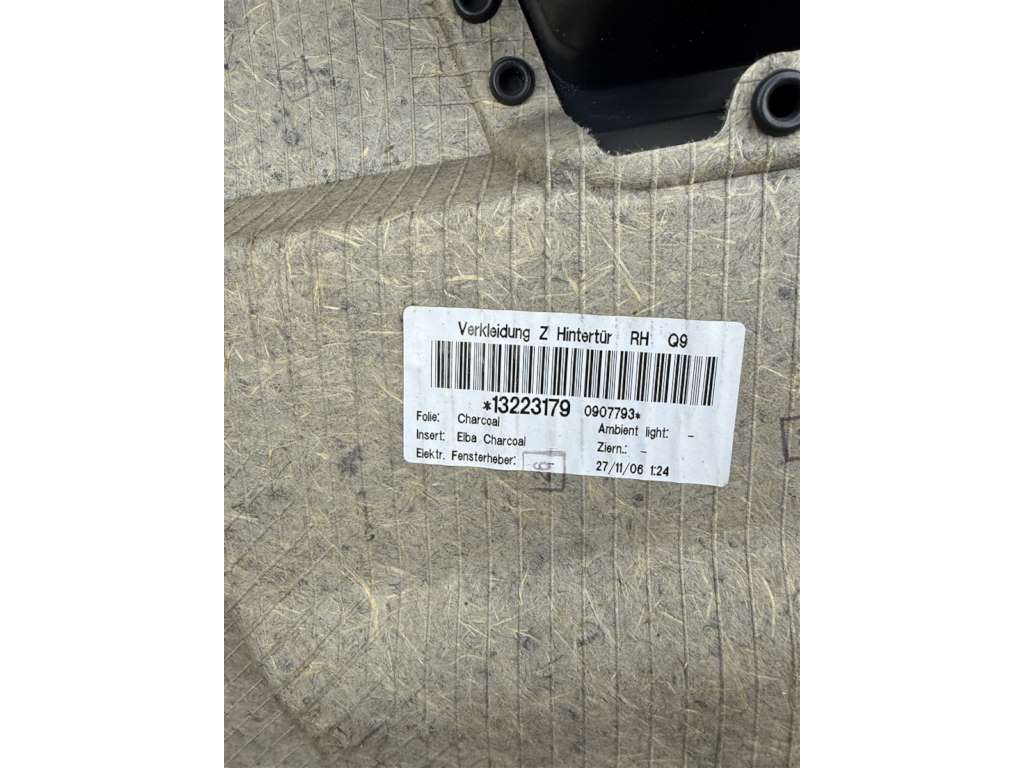 Verkleidung Z Hintertür RH Q9
*13223179 0907793*
Folie: Charcoal
Ambient light: -
Insert: Elba Charcoal
Ziern.: -
Elektr. Fensterheber:
27/11/06 1:24